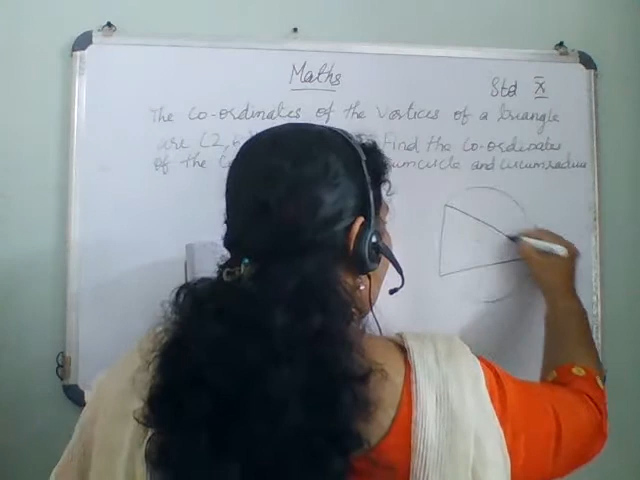 Maths
Std X
The Co-ordinates of the Vertices of a triangle
are (2, Find the Co-ordinates
of the and circumradius